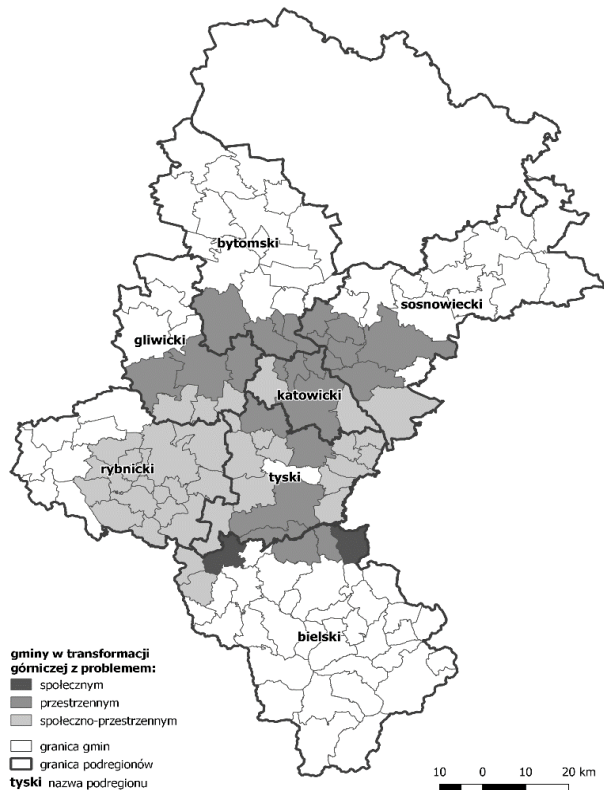 bytomski
sosnowiecki
gliwicki
katowicki
rybnicki
tyski
bielski
gminy w transformacji
górniczej z problemem:
społecznym
przestrzennym
społeczno-przestrzennym
granica gmin
granica podregionów
tyski nazwa podregionu
10 0 10 20 km